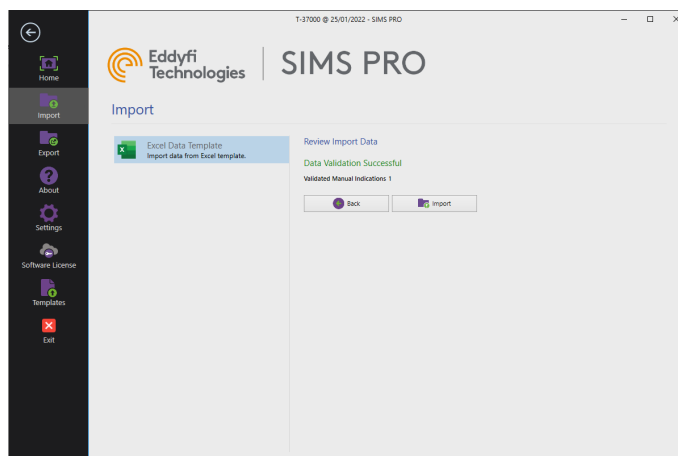 T-37000 @ 25/01/2022 - SIMS PRO
Eddyfi
Technologies
SIMS PRO
Home
Import
Export
About
Settings
Software License
Templates
Exit
Import
Excel Data Template
Import data from Excel template.
Review Import Data
Data Validation Successful
Validated Manual Indications 1
Back
Import